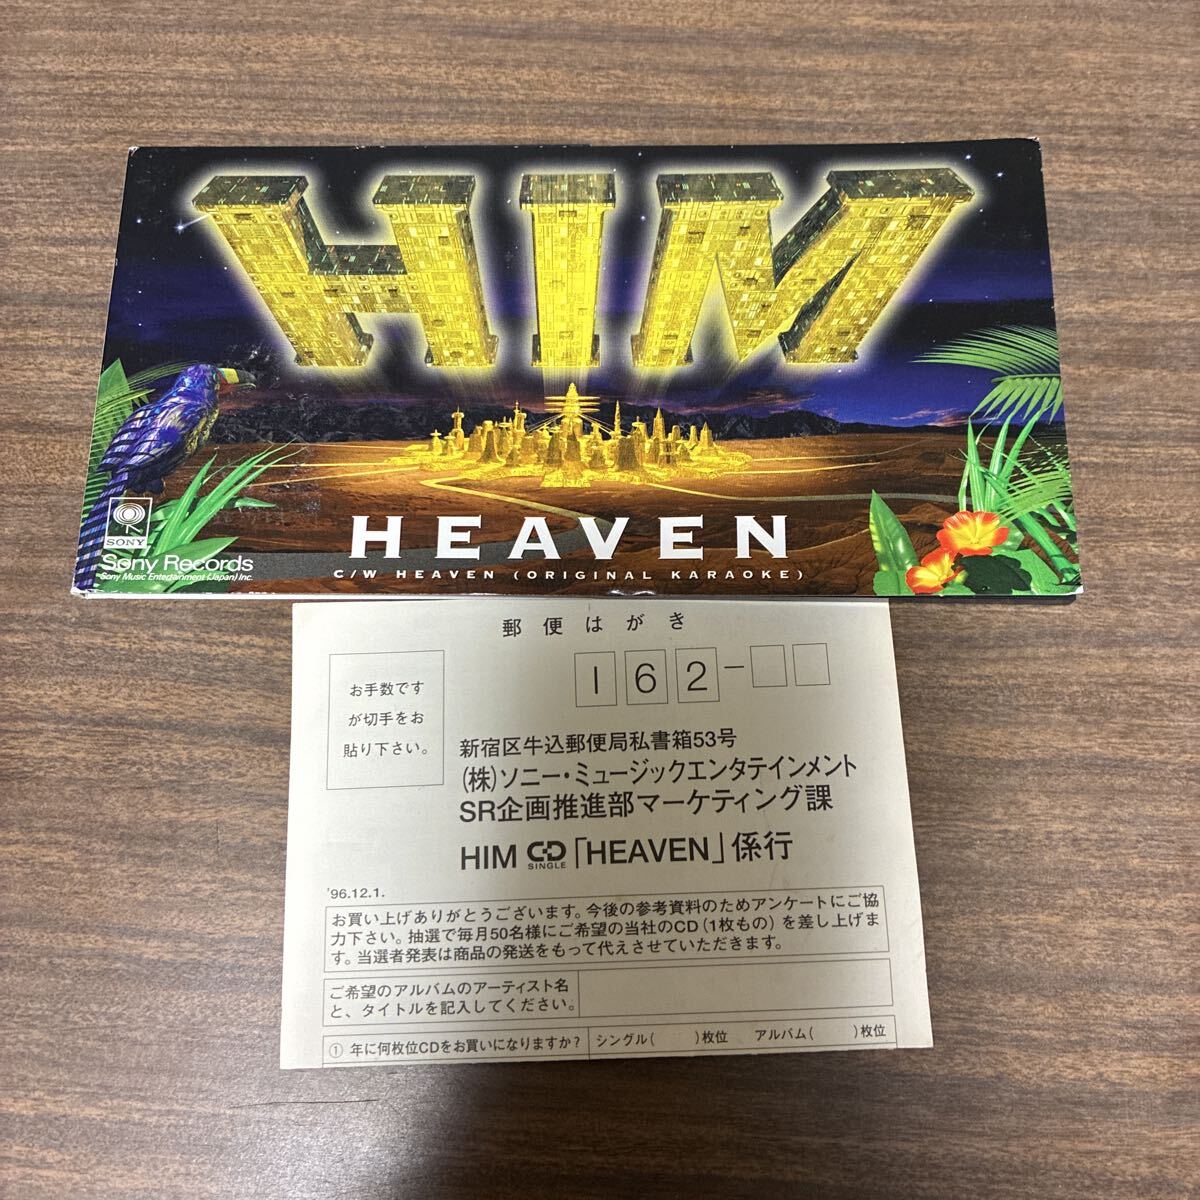 HIM
SONY
Sony Records
Sony Music Entertainment (Japan) Inc.
HEAVEN
C/W HEAVEN (ORIGINAL KARAOKE)
郵便はがき
162-
お手数です
が切手をお
貼り下さい。
新宿区牛込郵便局私書箱53号
(株)ソニー・ミュージックエンタテインメント
SR企画推進部マーケティング課
HIM CD SINGLE「HEAVEN」係行
'96.12.1.
お買い上げありがとうございます。今後の参考資料のためアンケートにご協
力下さい。抽選で毎月50名様にご希望の当社のCD(1枚もの)を差し上げま
す。当選者発表は商品の発送をもって代えさせていただきます。
ご希望のアルバムのアーティスト名
と、タイトルを記入してください。
① 年に何枚位CDをお買いになりますか? シングル( )枚位 アルバム( )枚位